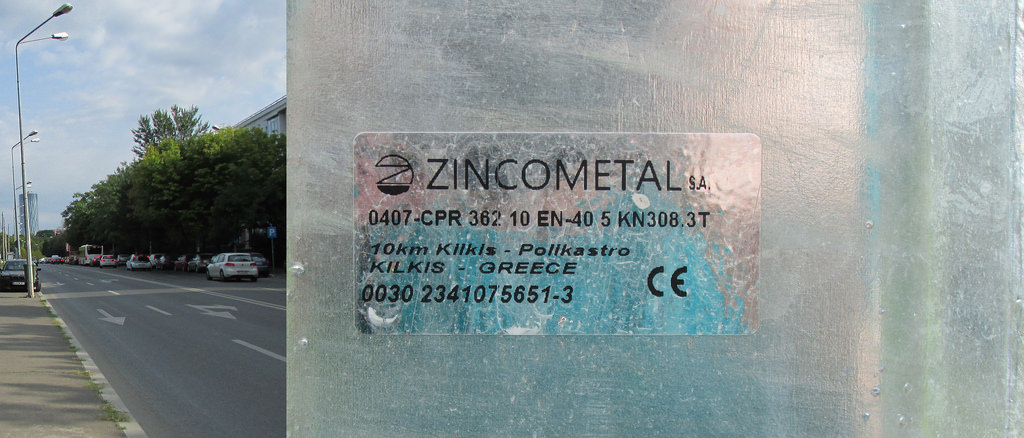 ZINCOMETAL S.A.
0407-CPR 362 10 EN-40 5 KN308.3T
10km Kilkis - Polikastro
KILKIS - GREECE
0030 2341075651-3
CE